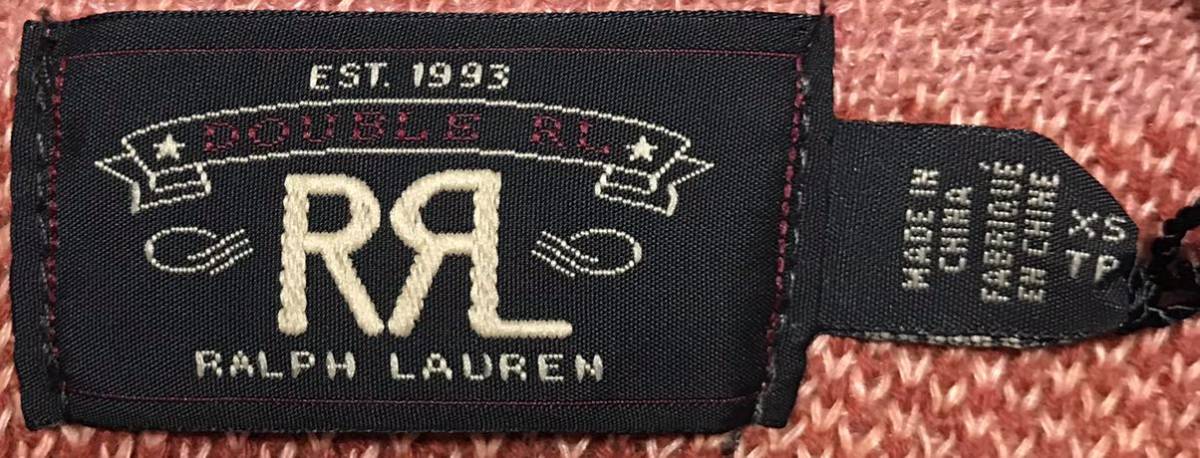 EST. 1993
DOUBLE RL
RRL
RALPH LAUREN
MADE IN
CHINA
FABRIQUÉ
EN CHINE
XS
TP